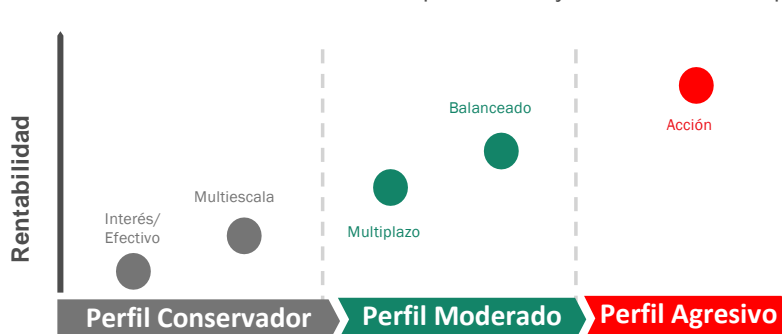 Rentabilidad
Interés/
Efectivo
Multiescala
Multiplazo
Balanceado
Acción
Perfil Conservador
Perfil Moderado
Perfil Agresivo